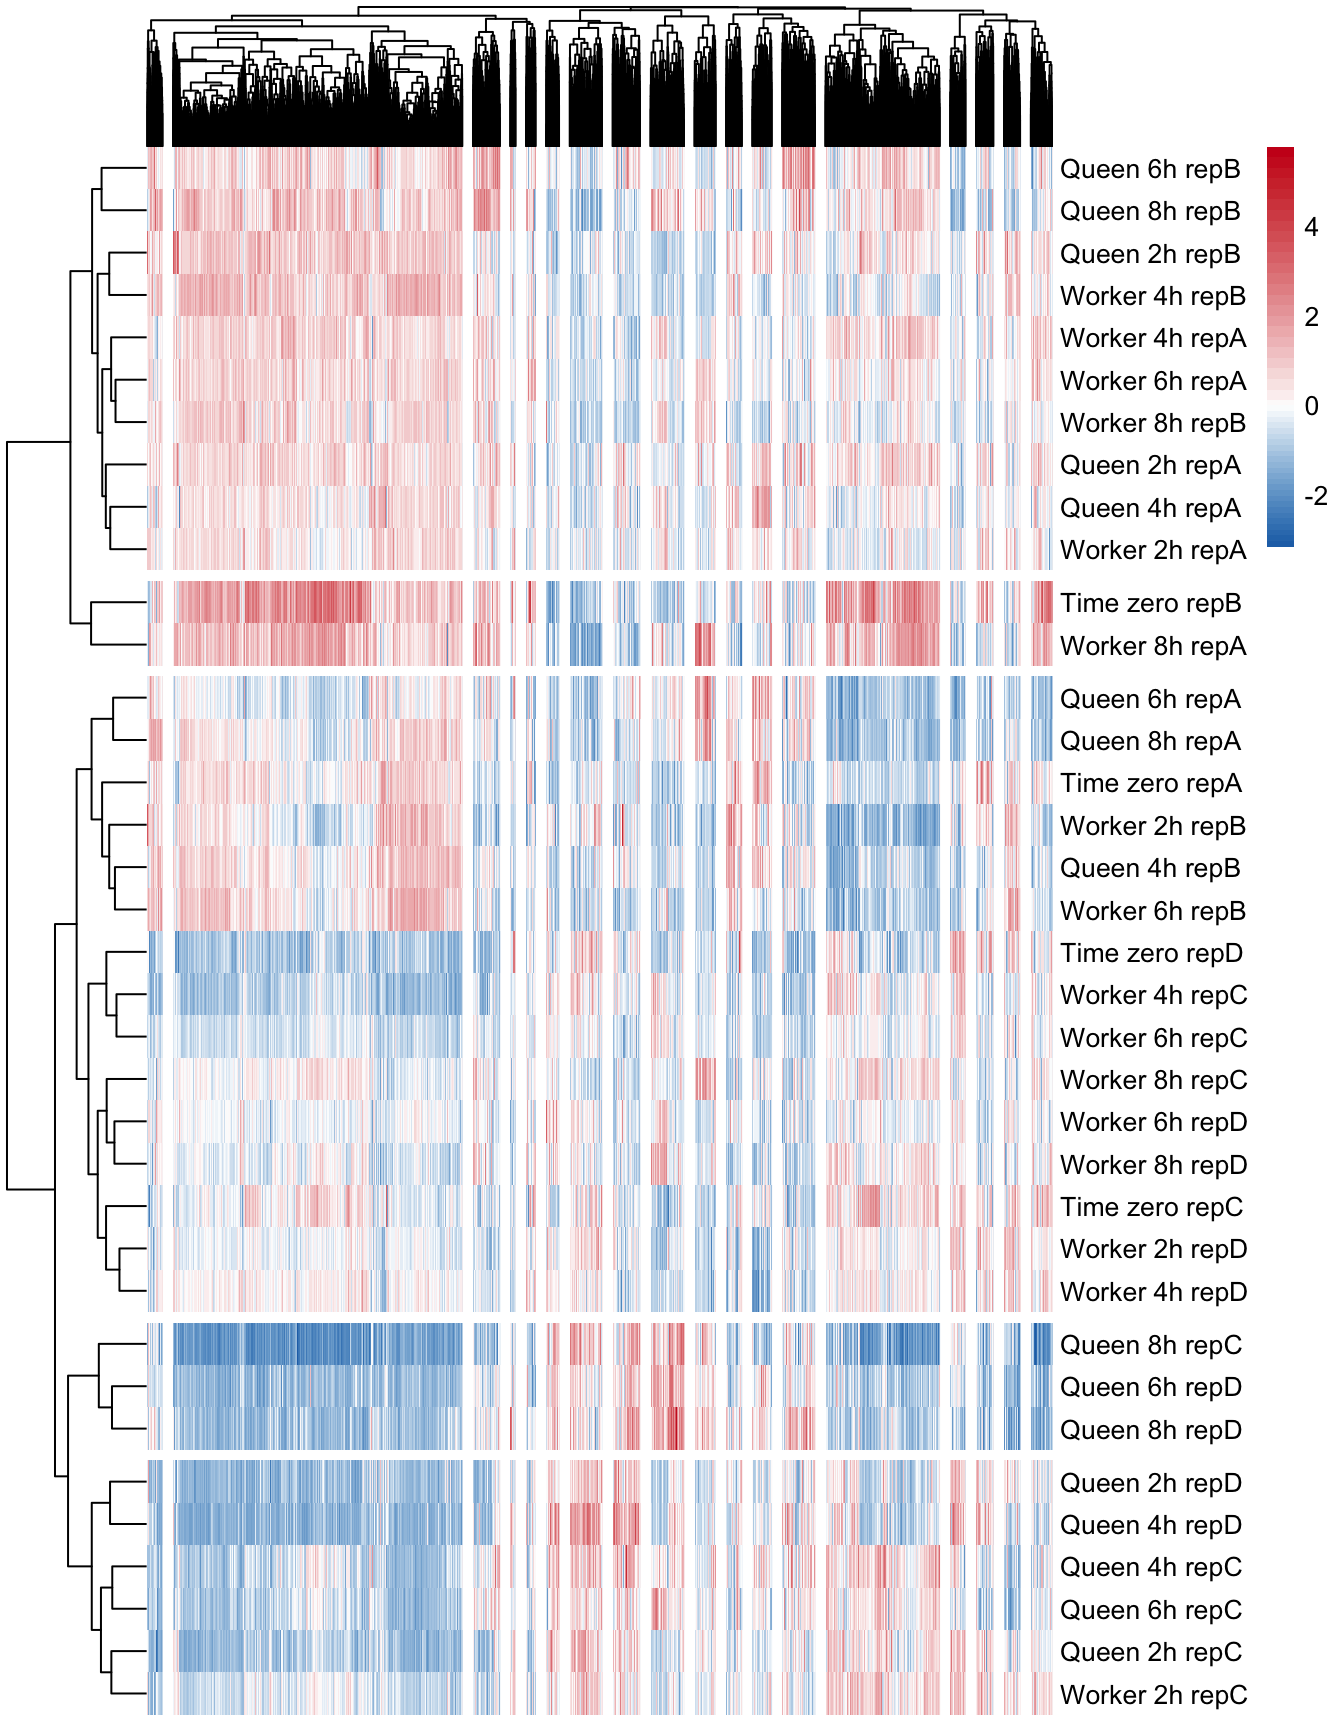 Queen 6h repB
Queen 8h repB
Queen 2h repB
Worker 4h repB
Worker 4h repA
Worker 6h repA
Worker 8h repB
Queen 2h repA
Queen 4h repA
Worker 2h repA
Time zero repB
Worker 8h repA
Queen 6h repA
Queen 8h repA
Time zero repA
Worker 2h repB
Queen 4h repB
Worker 6h repB
Time zero repD
Worker 4h repC
Worker 6h repC
Worker 8h repC
Worker 6h repD
Worker 8h repD
Time zero repC
Worker 2h repD
Worker 4h repD
Queen 8h repC
Queen 6h repD
Queen 8h repD
Queen 2h repD
Queen 4h repD
Queen 4h repC
Queen 6h repC
Queen 2h repC
Worker 2h repC
4
2
0
-2